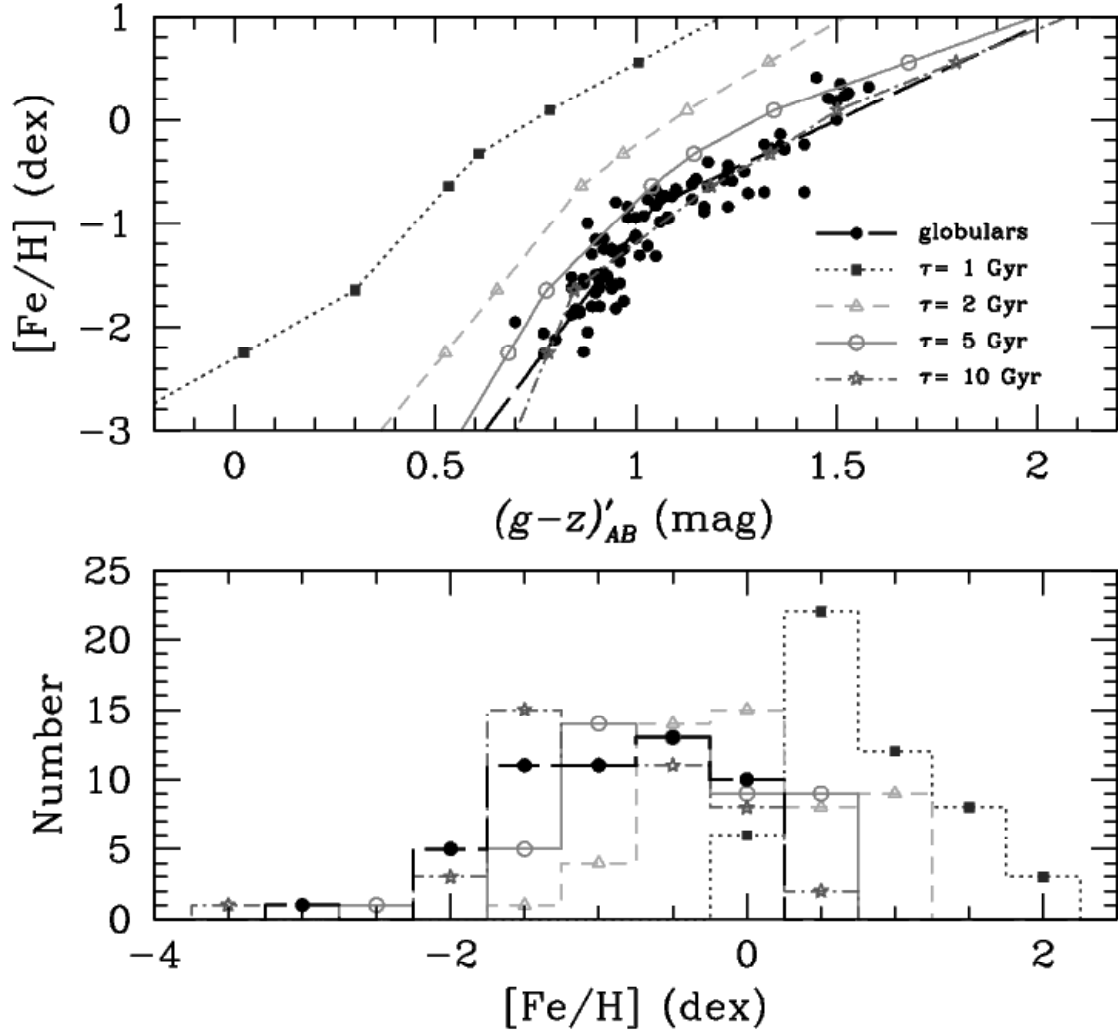 1
0
−1
−2
−3
[Fe/H] (dex)
globulars
τ= 1 Gyr
τ= 2 Gyr
τ= 5 Gyr
τ= 10 Gyr
0 0.5 1 1.5 2
(g−z)′AB (mag)
25
20
15
10
5
0
Number
−4 −2 0 2
[Fe/H] (dex)